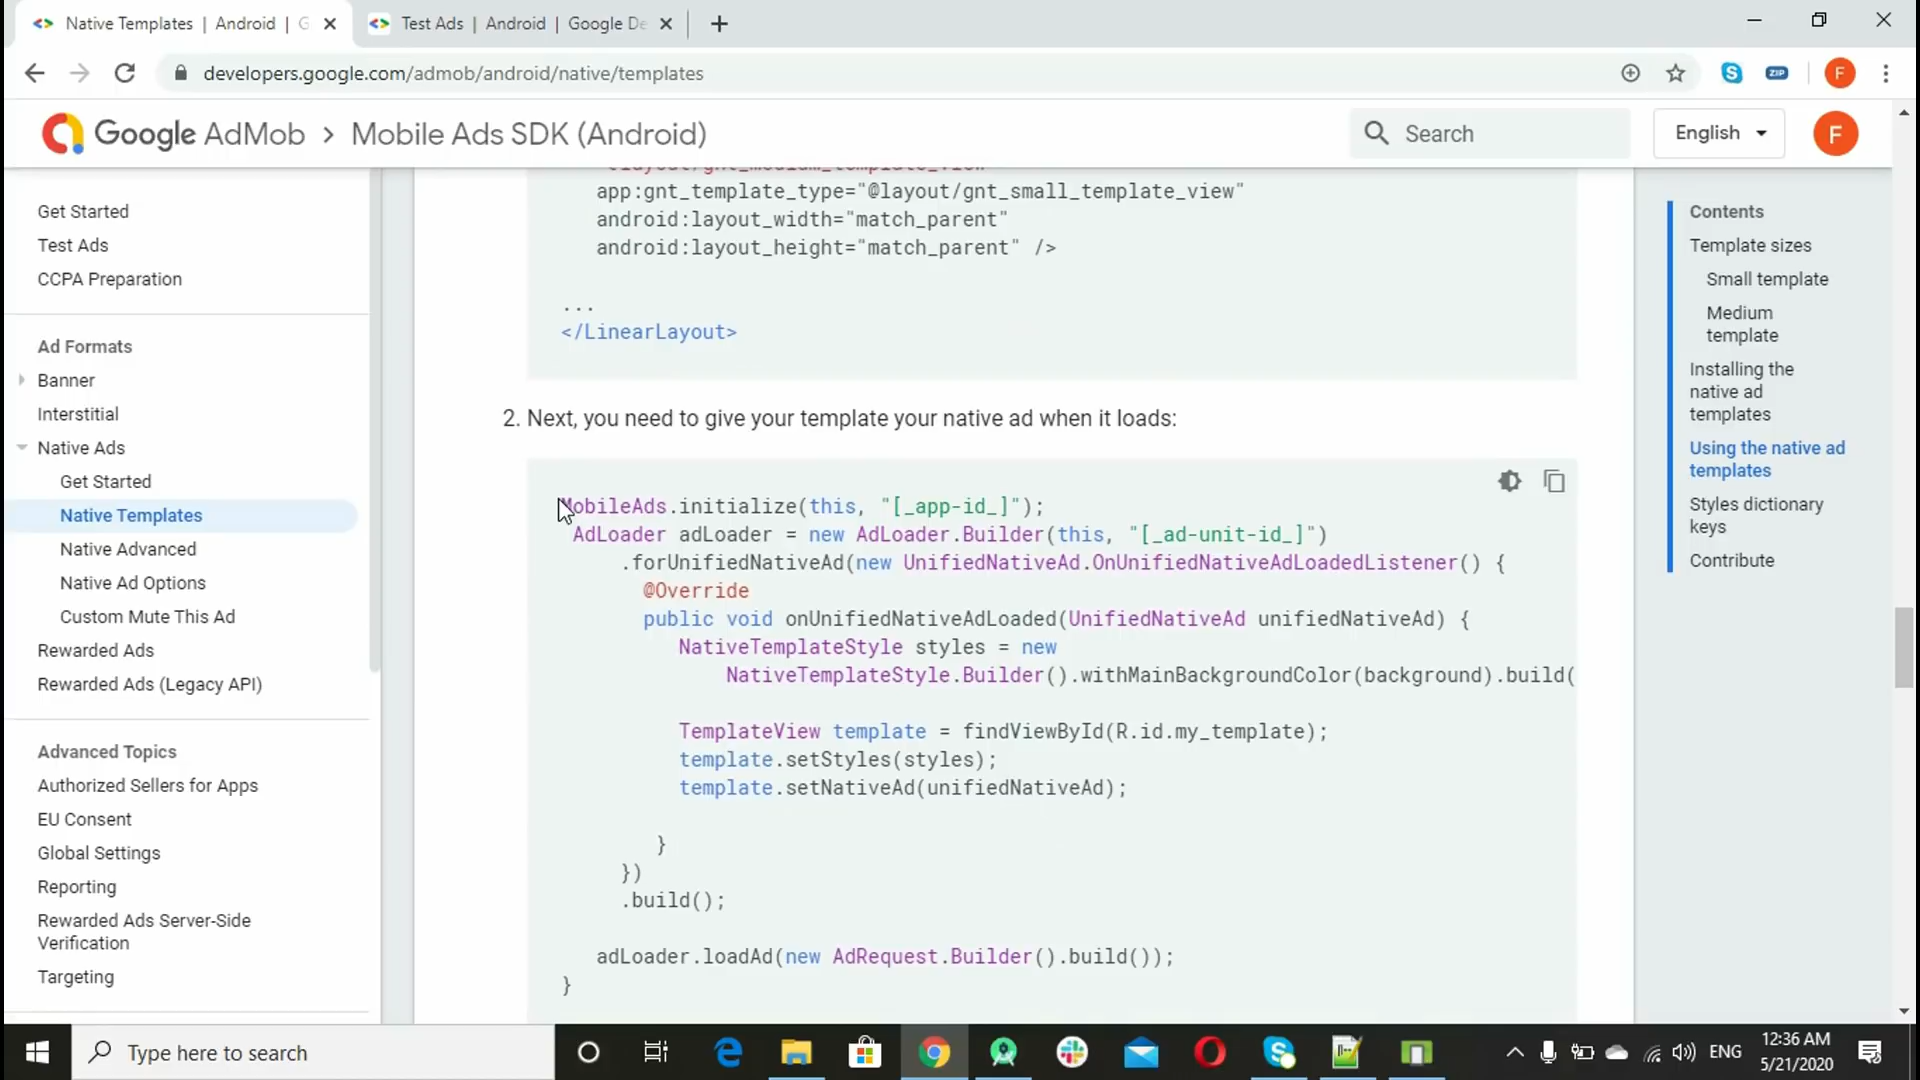 Native Templates | Android | G
Test Ads | Android | Google De
developers.google.com/admob/android/native/templates
ZIP
F
Google AdMob > Mobile Ads SDK (Android)
Search
English
F
Get Started
Test Ads
CCPA Preparation
Ad Formats
Banner
Interstitial
Native Ads
Get Started
Native Templates
Native Advanced
Native Ad Options
Custom Mute This Ad
Rewarded Ads
Rewarded Ads (Legacy API)
Advanced Topics
Authorized Sellers for Apps
EU Consent
Global Settings
Reporting
Rewarded Ads Server-Side
Verification
Targeting
app:gnt_template_type="@layout/gnt_small_template_view"
android:layout_width="match_parent"
android:layout_height="match_parent" />
...
</LinearLayout>
2. Next, you need to give your template your native ad when it loads:
MobileAds.initialize(this, "[_app-id_]");
AdLoader adLoader = new AdLoader.Builder(this, "[_ad-unit-id_]")
.forUnifiedNativeAd(new UnifiedNativeAd.OnUnifiedNativeAdLoadedListener() {
@Override
public void onUnifiedNativeAdLoaded(UnifiedNativeAd unifiedNativeAd) {
NativeTemplateStyle styles = new
NativeTemplateStyle.Builder().withMainBackgroundColor(background).build(
TemplateView template = findViewById(R.id.my_template);
template.setStyles(styles);
template.setNativeAd(unifiedNativeAd);
}
})
.build();
adLoader.loadAd(new AdRequest.Builder().build());
}
Contents
Template sizes
Small template
Medium
template
Installing the
native ad
templates
Using the native ad
templates
Styles dictionary
keys
Contribute
Type here to search
ENG
12:36 AM
5/21/2020